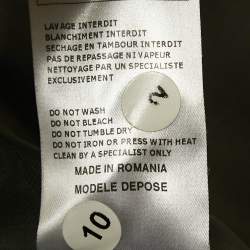 LAVAGE INTERDIT
BLANCHIMENT INTERDIT
SECHAGE EN TAMBOUR INTERDIT
PAS DE REPASSAGE NI VAPEUR
NETTOYAGE PAR UN SPECIALISTE
EXCLUSIVEMENT
DO NOT WASH
DO NOT BLEACH
DO NOT TUMBLE DRY
DO NOT IRON OR PRESS WITH HEAT
CLEAN BY A SPECIALIST ONLY
MADE IN ROMANIA
MODELE DEPOSE
10